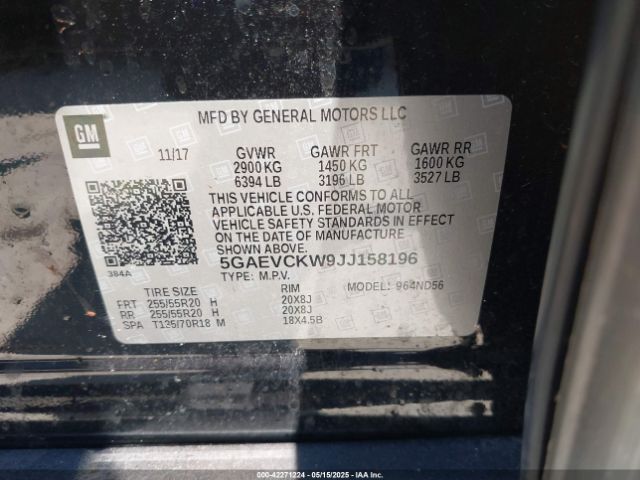 GM
MFD BY GENERAL MOTORS LLC
11/17 GVWR GAWR FRT GAWR RR
2900 KG 1450 KG 1600 KG
6394 LB 3196 LB 3527 LB
THIS VEHICLE CONFORMS TO ALL
APPLICABLE U.S. FEDERAL MOTOR
VEHICLE SAFETY STANDARDS IN EFFECT
ON THE DATE OF MANUFACTURE
SHOWN ABOVE.
384A
5GAEVCKW9JJ158196
TYPE: M.P.V. MODEL: 964ND56
TIRE SIZE RIM
FRT 255/55R20 H 20X8J
RR 255/55R20 H 20X8J
SPA T135/70R18 M 18X4.5B
000-42271224 - 05/15/2025 - IAA, Inc.